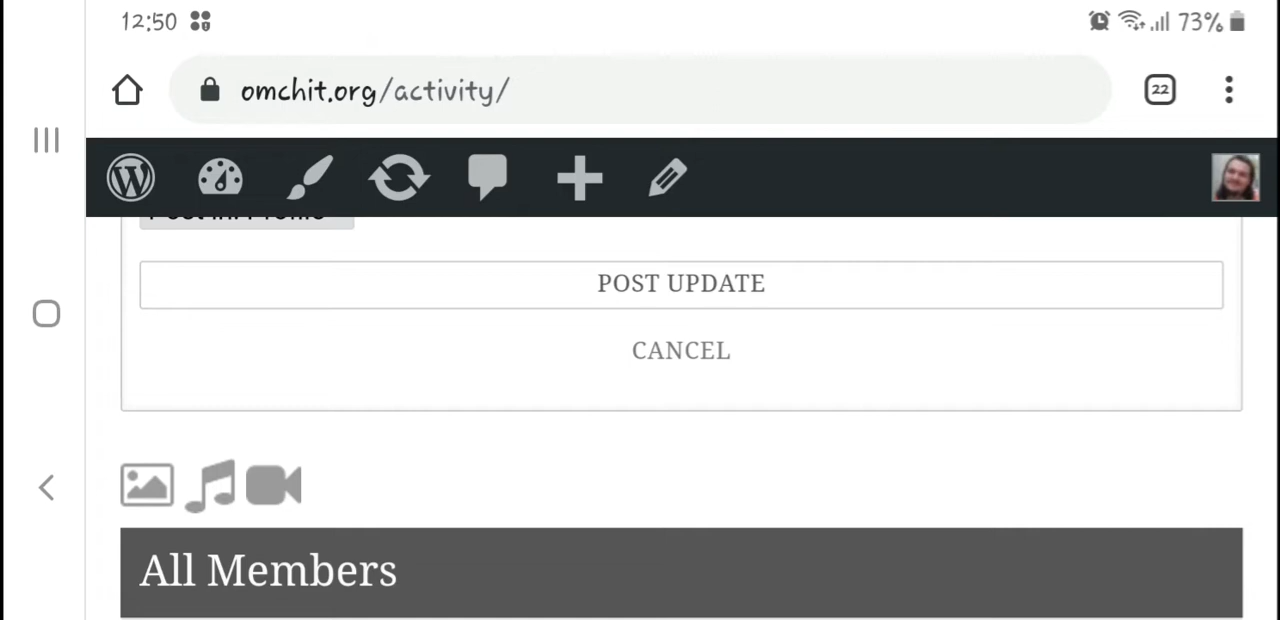 12:50
73%
omchit.org/activity/
22
POST UPDATE
CANCEL
All Members